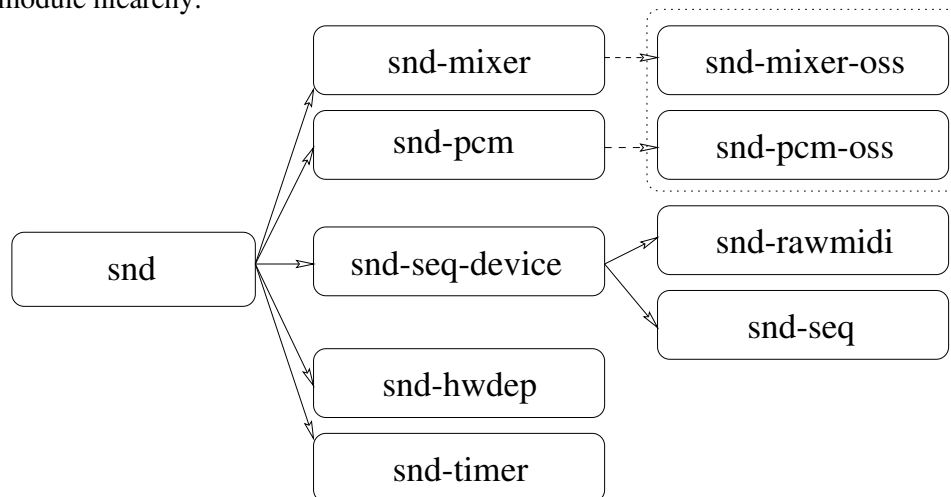 module hierarhy:
snd-mixer
snd-mixer-oss
snd-pcm
snd-pcm-oss
snd
snd-seq-device
snd-rawmidi
snd-seq
snd-hwdep
snd-timer